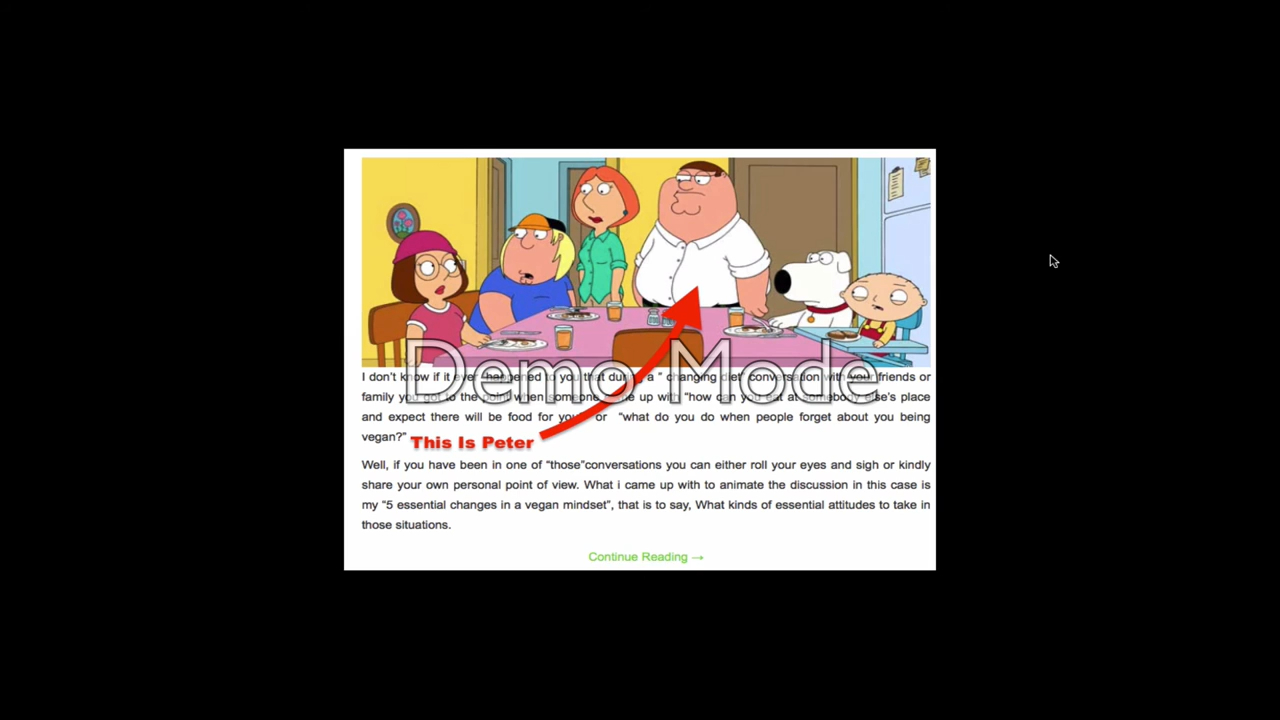 Demo Mode
I don't know if it ever happened to you that during a " changing diet" conversation with your friends or
family you got to the point when someone came up with "how can you eat at somebody else's place
and expect there will be food for you?" or "what do you do when people forget about you being
vegan?"
This Is Peter
Well, if you have been in one of "those"conversations you can either roll your eyes and sigh or kindly
share your own personal point of view. What i came up with to animate the discussion in this case is
my "5 essential changes in a vegan mindset", that is to say, What kinds of essential attitudes to take in
those situations.
Continue Reading →